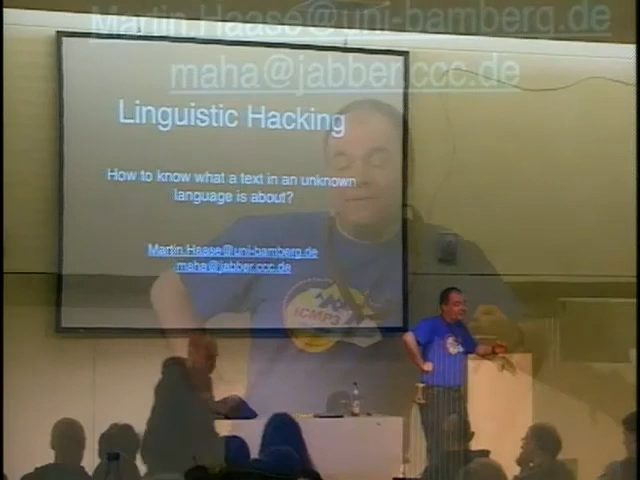 Martin.Haase@uni-bamberg.de
maha@jabber.ccc.de
Linguistic Hacking
How to know what a text in an unknown
language is about?
Martin.Haase@uni-bamberg.de
maha@jabber.ccc.de